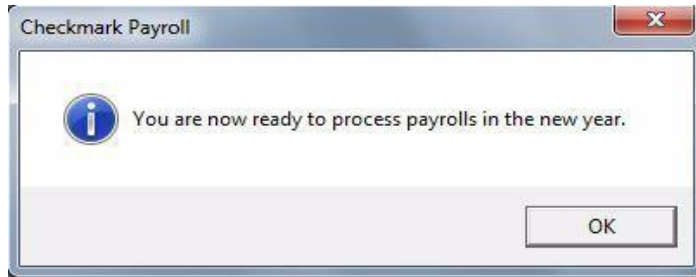 Checkmark Payroll
You are now ready to process payrolls in the new year.
OK